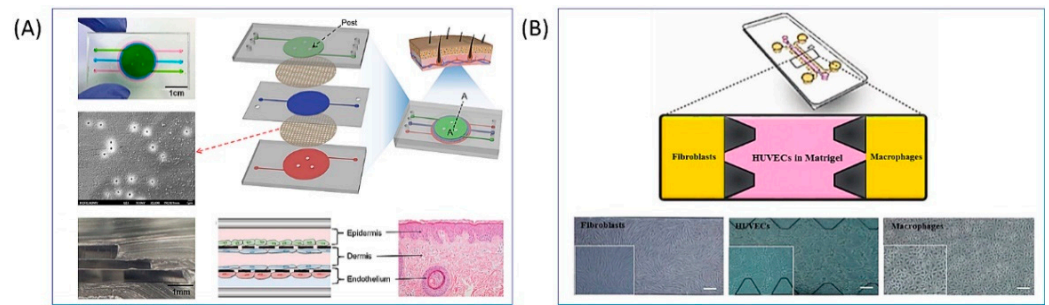 (A)
Post
1cm
A
A'
Epidermis
Dermis
Endothelium
1mm
(B)
Fibroblasts
HUVECs in Matrigel
Macrophages
Fibroblasts
HUVECs
Macrophages